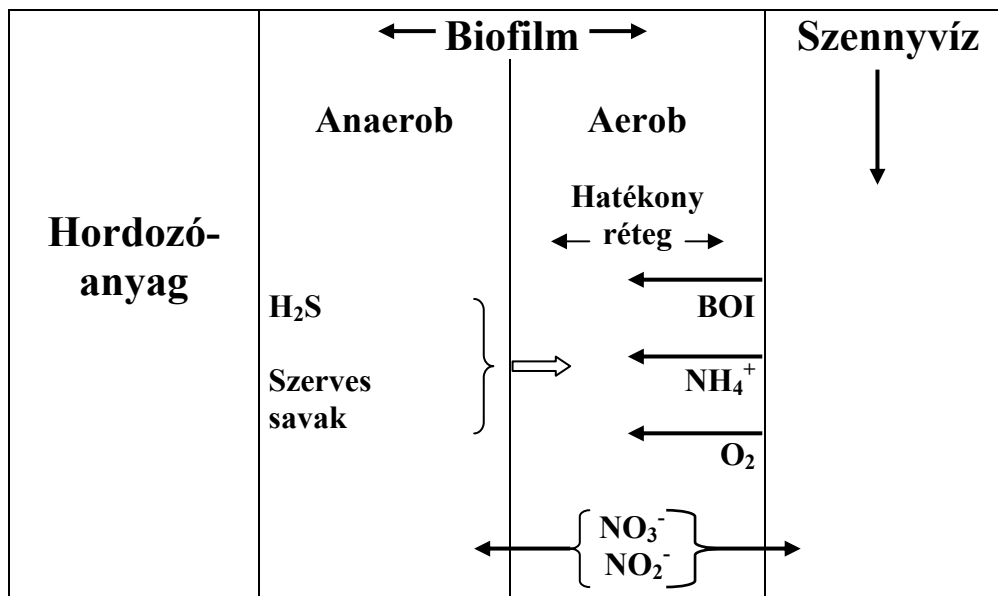 Biofilm
Szennyvíz
Anaerob
Aerob
Hatékony
réteg
Hordozó-
anyag
H₂S
Szerves
savak
BOI
NH₄⁺
O₂
NO₃⁻
NO₂⁻